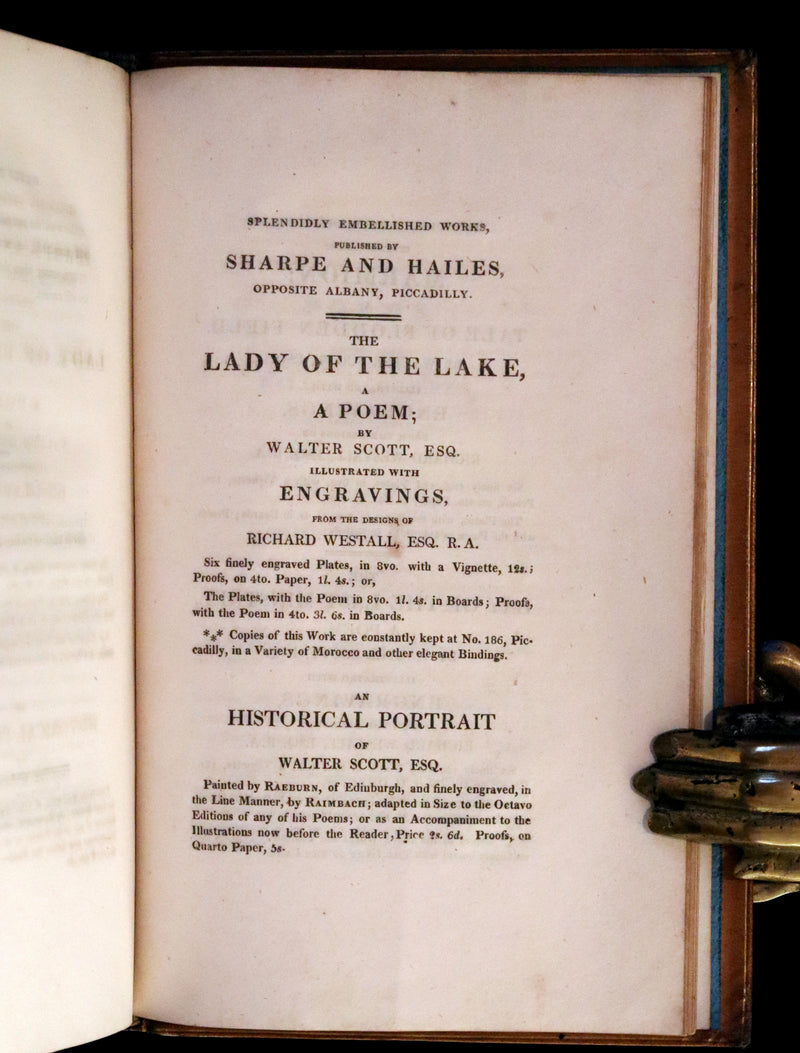 SPLENDIDLY EMBELLISHED WORKS,
PUBLISHED BY
SHARPE AND HAILES,
OPPOSITE ALBANY, PICCADILLY.
THE
LADY OF THE LAKE,
A
A POEM;
BY
WALTER SCOTT, ESQ.
ILLUSTRATED WITH
ENGRAVINGS,
FROM THE DESIGNS OF
RICHARD WESTALL, ESQ. R. A.
Six finely engraved Plates, in 8vo. with a Vignette, 12s.;
Proofs, on 4to. Paper, 1l. 4s.; or,
The Plates, with the Poem in 8vo. 1l. 4s. in Boards; Proofs,
with the Poem in 4to. 3l. 6s. in Boards.
*⁎* Copies of this Work are constantly kept at No. 186, Pic-
cadilly, in a Variety of Morocco and other elegant Bindings.
AN
HISTORICAL PORTRAIT
OF
WALTER SCOTT, ESQ.
Painted by RAEBURN, of Edinburgh, and finely engraved, in
the Line Manner, by RAIMBACH; adapted in Size to the Octavo
Editions of any of his Poems; or as an Accompaniment to the
Illustrations now before the Reader, Price 2s. 6d. Proofs, on
Quarto Paper, 5s.